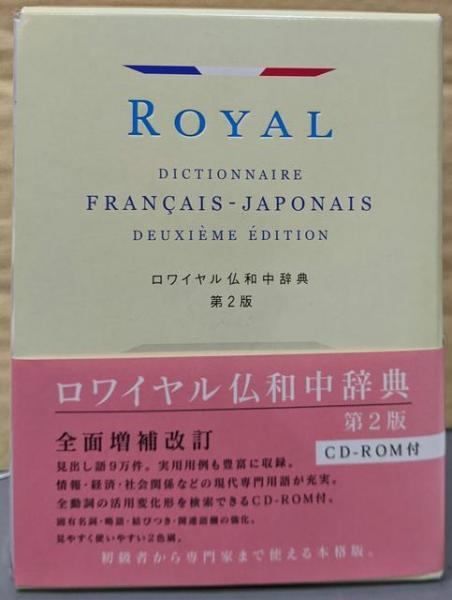 ROYAL
DICTIONNAIRE
FRANÇAIS-JAPONAIS
DEUXIÈME ÉDITION
ロワイヤル仏和中辞典
第2版
ロワイヤル仏和中辞典
第2版
CD-ROM付
全面増補改訂
見出し語9万件。実用用例も豊富に収録。
情報・経済・社会関係などの現代専門用語が充実。
全動詞の活用変化形を検索できるCD-ROM付。
固有名詞・略語・結びつき・関連語欄の強化。
見やすく使いやすい2色刷。
初級者から専門家まで使える本格版。